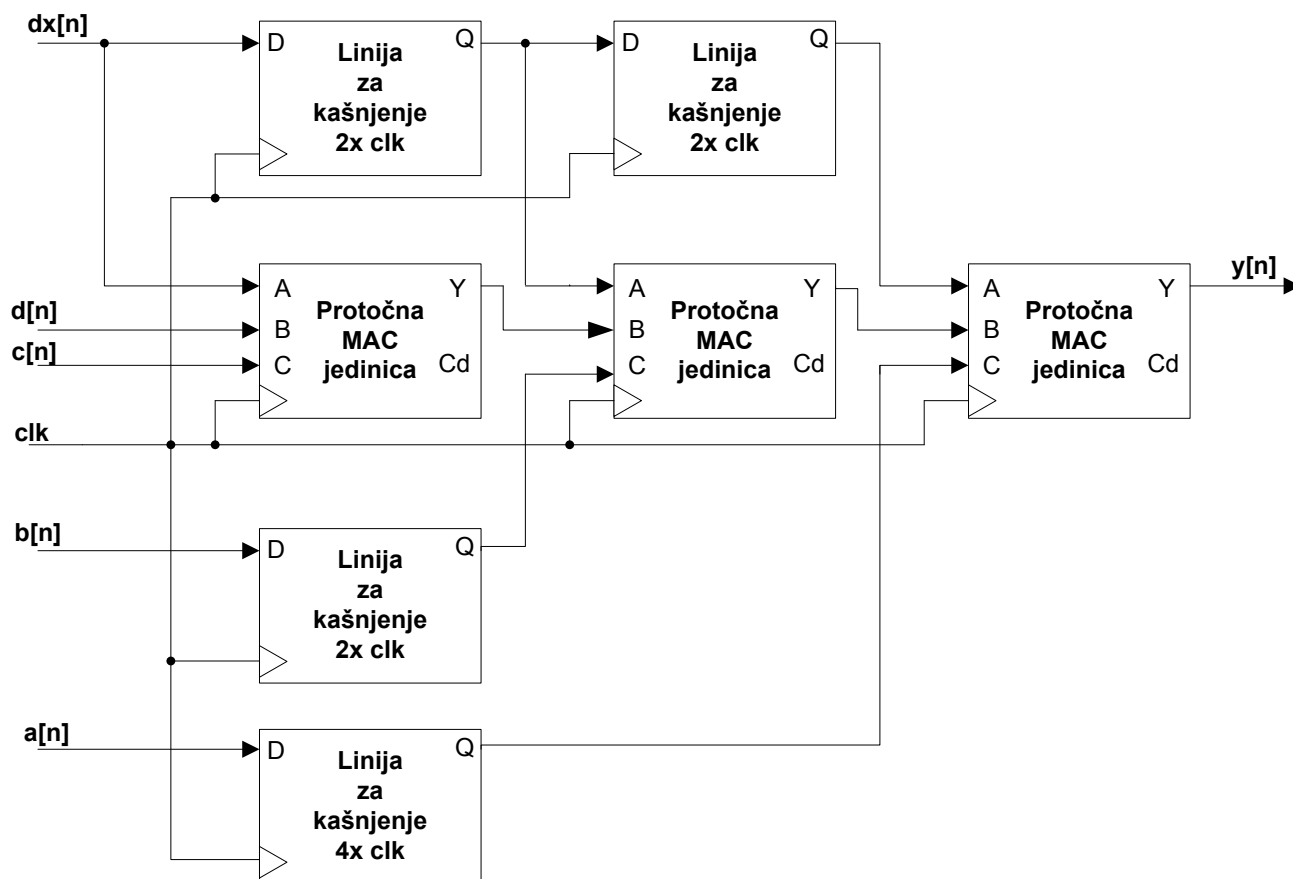 dx[n]
D
Q
Linija
za
kašnjenje
2x clk
D
Q
Linija
za
kašnjenje
2x clk
d[n]
c[n]
A
B
C
Y
Cd
Protočna
MAC
jedinica
A
B
C
Y
Cd
Protočna
MAC
jedinica
A
B
C
Y
Cd
Protočna
MAC
jedinica
y[n]
clk
b[n]
D
Q
Linija
za
kašnjenje
2x clk
a[n]
D
Q
Linija
za
kašnjenje
4x clk